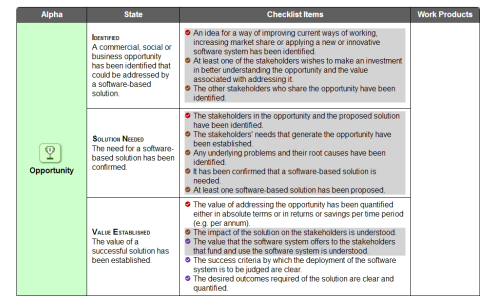 Alpha State Checklist Items Work Products
Opportunity
IDENTIFIED
A commercial, social or
business opportunity
has been identified that
could be addressed by
a software-based
solution.
An idea for a way of improving current ways of working,
increasing market share or applying a new or innovative
software system has been identified.
At least one of the stakeholders wishes to make an investment
in better understanding the opportunity and the value
associated with addressing it.
The other stakeholders who share the opportunity have been
identified.
SOLUTION NEEDED
The need for a software-
based solution has been
confirmed.
The stakeholders in the opportunity and the proposed solution
have been identified.
The stakeholders' needs that generate the opportunity have
been established.
Any underlying problems and their root causes have been
identified.
It has been confirmed that a software-based solution is
needed.
At least one software-based solution has been proposed.
VALUE ESTABLISHED
The value of a
successful solution has
been established.
The value of addressing the opportunity has been quantified
either in absolute terms or in returns or savings per time period
(e.g. per annum).
The impact of the solution on the stakeholders is understood.
The value that the software system offers to the stakeholders
that fund and use the software system is understood.
The success criteria by which the deployment of the software
system is to be judged are clear.
The desired outcomes required of the solution are clear and
quantified.